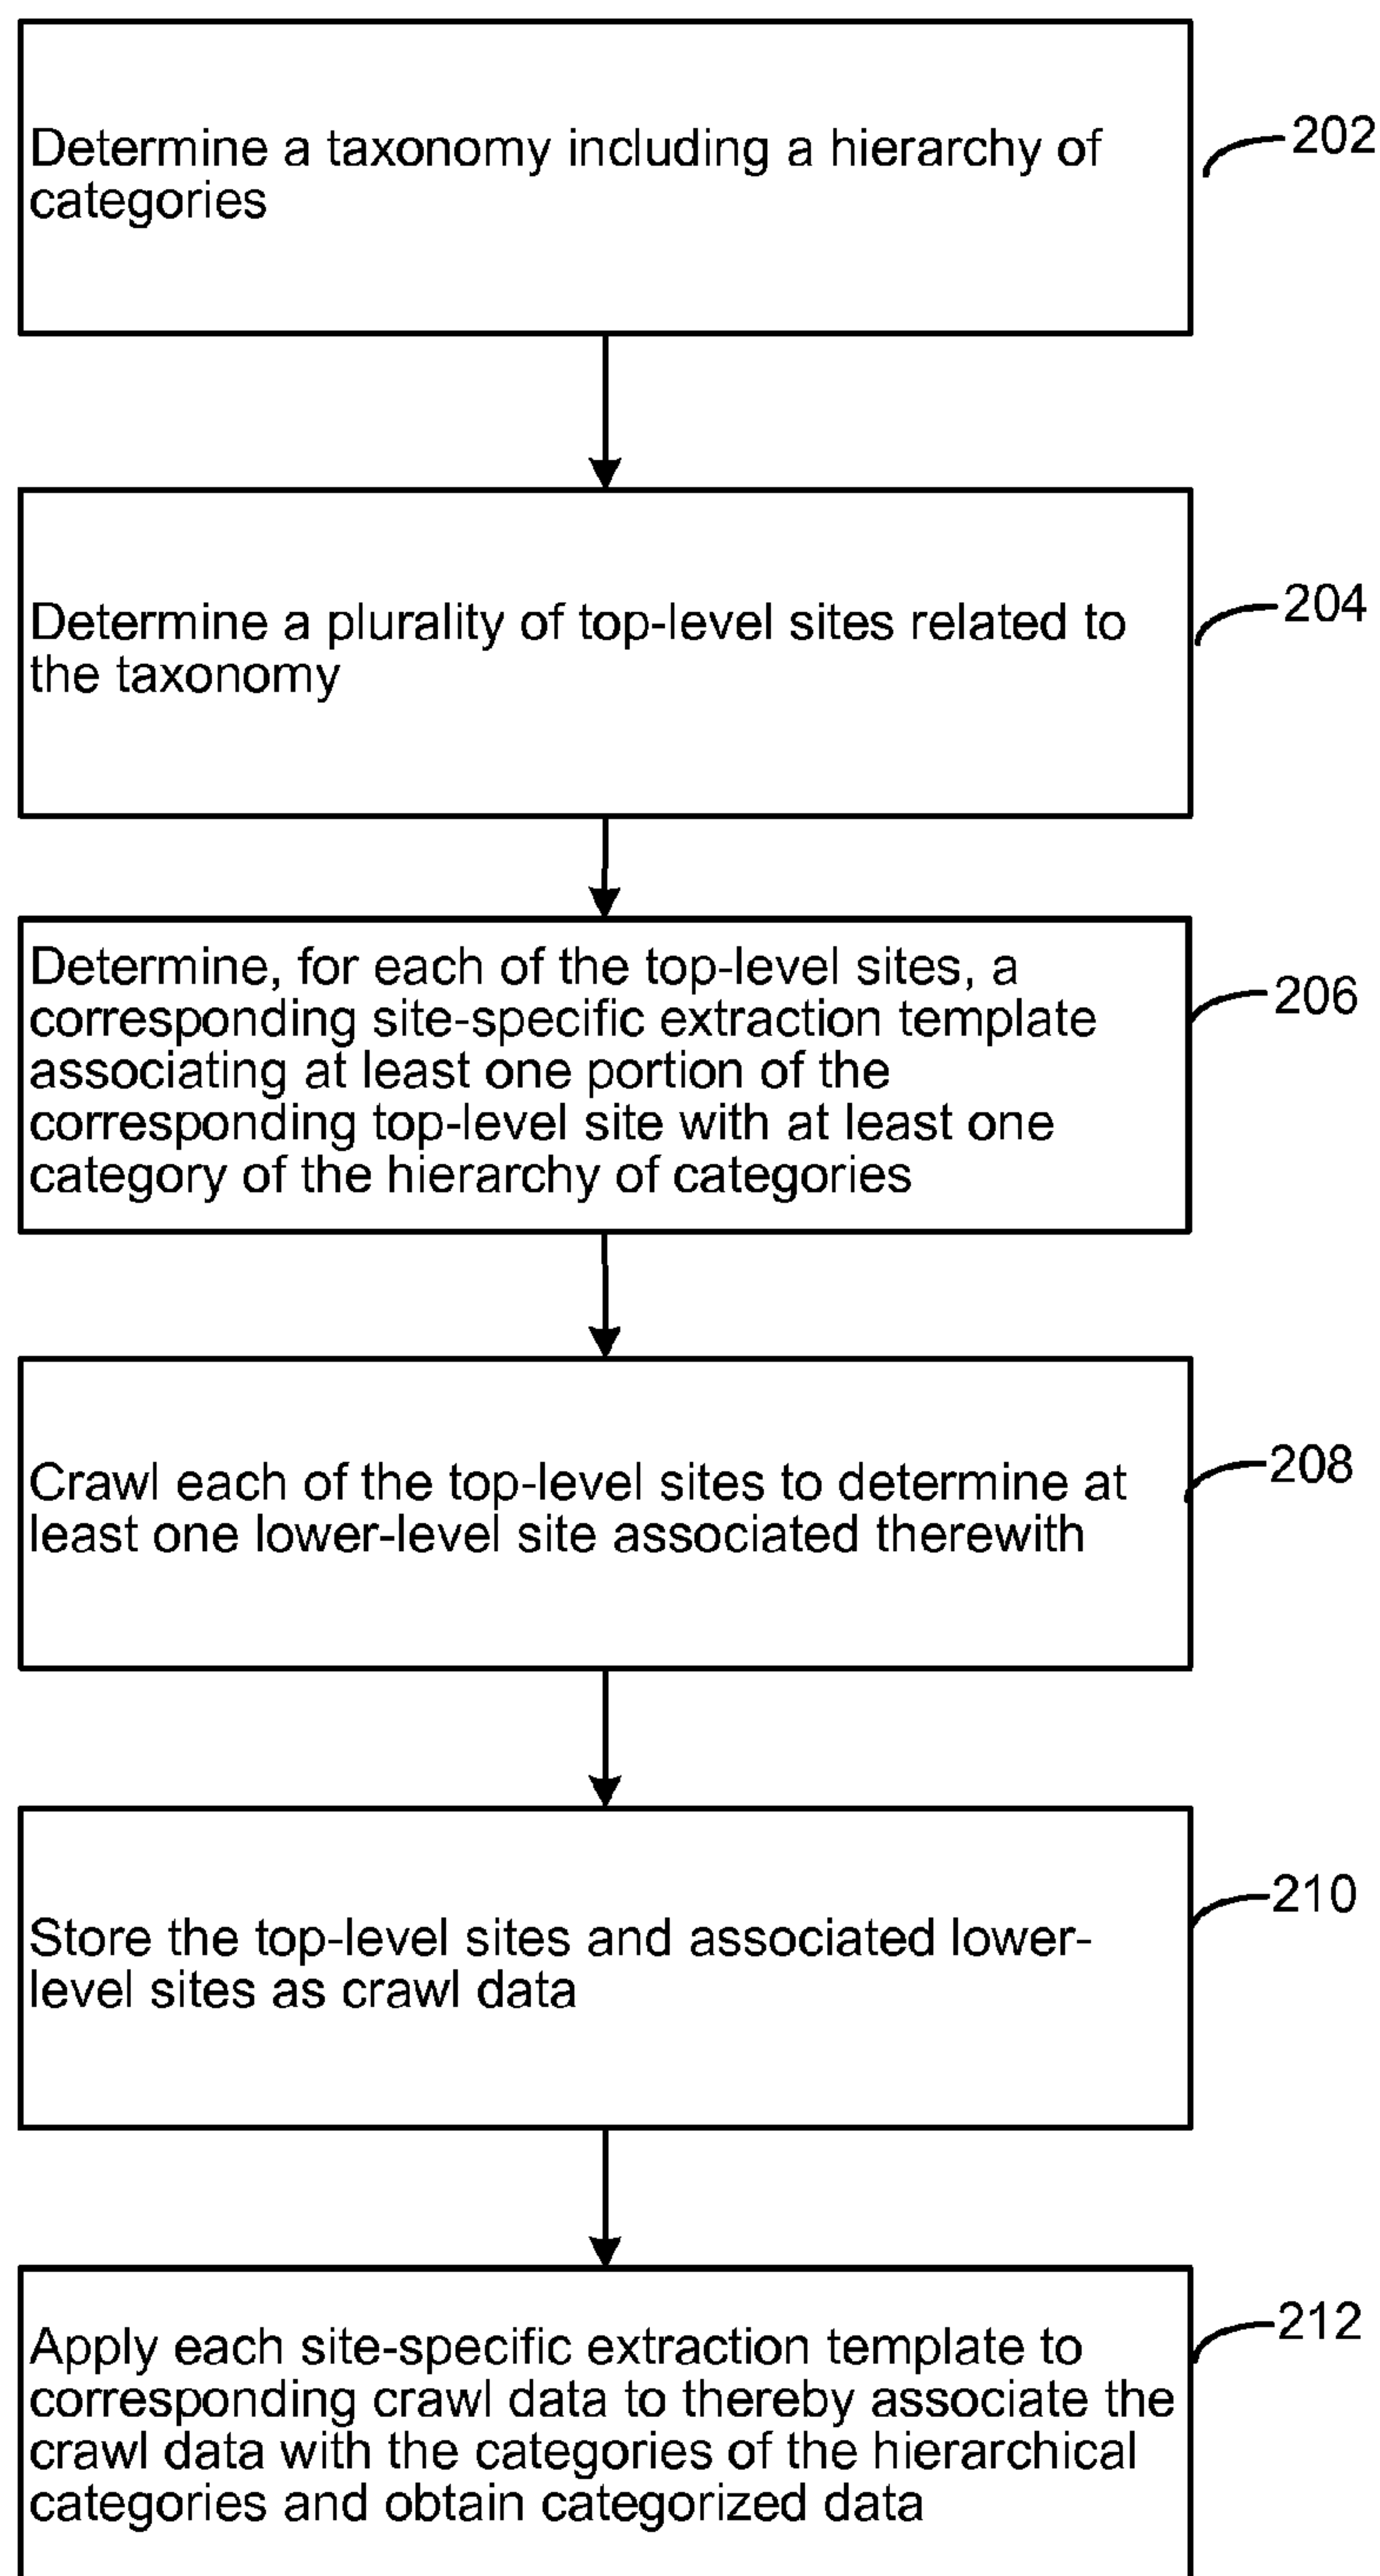 Determine a taxonomy including a hierarchy of
categories
202
Determine a plurality of top-level sites related to
the taxonomy
204
Determine, for each of the top-level sites, a
corresponding site-specific extraction template
associating at least one portion of the
corresponding top-level site with at least one
category of the hierarchy of categories
206
Crawl each of the top-level sites to determine at
least one lower-level site associated therewith
208
Store the top-level sites and associated lower-
level sites as crawl data
210
Apply each site-specific extraction template to
corresponding crawl data to thereby associate the
crawl data with the categories of the hierarchical
categories and obtain categorized data
212